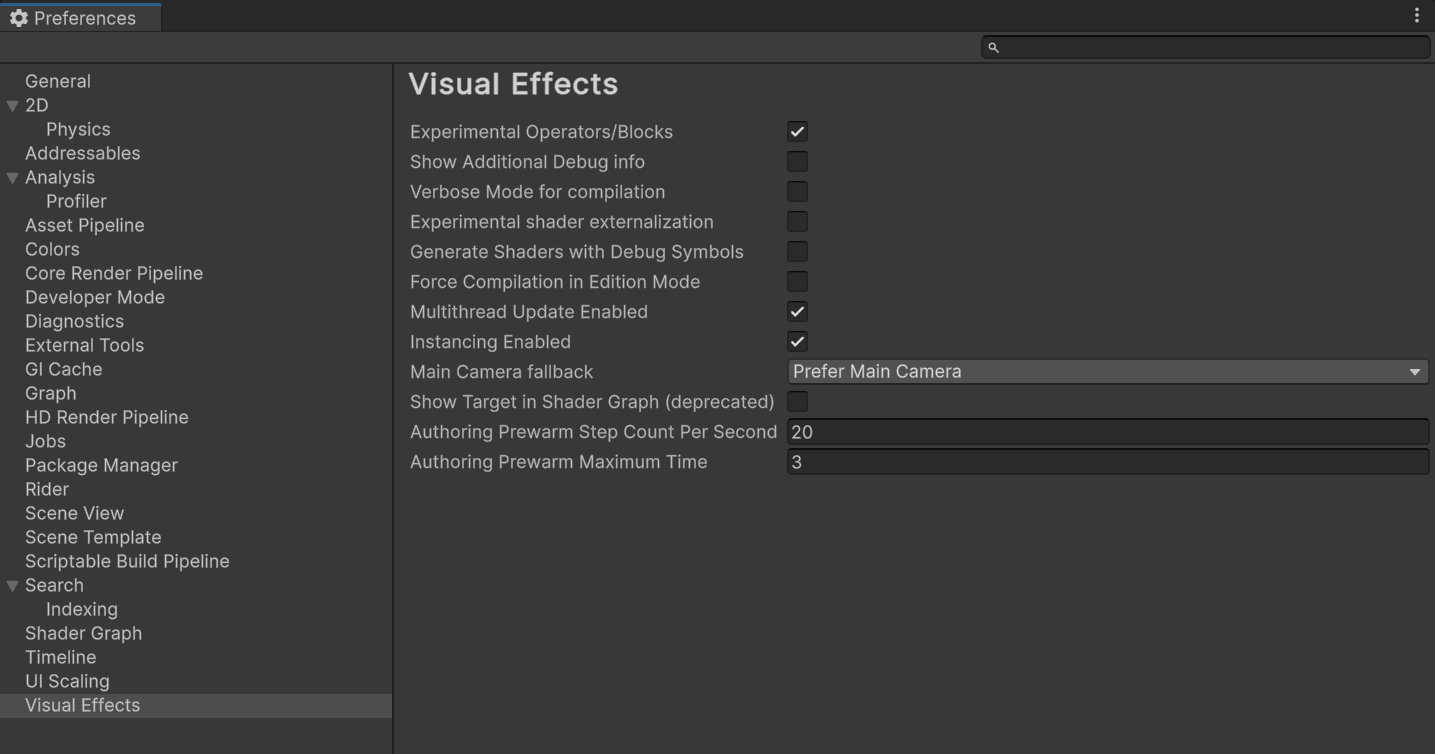 Preferences
General
2D
Physics
Addressables
Analysis
Profiler
Asset Pipeline
Colors
Core Render Pipeline
Developer Mode
Diagnostics
External Tools
GI Cache
Graph
HD Render Pipeline
Jobs
Package Manager
Rider
Scene View
Scene Template
Scriptable Build Pipeline
Search
Indexing
Shader Graph
Timeline
UI Scaling
Visual Effects
Visual Effects
Experimental Operators/Blocks
Show Additional Debug info
Verbose Mode for compilation
Experimental shader externalization
Generate Shaders with Debug Symbols
Force Compilation in Edition Mode
Multithread Update Enabled
Instancing Enabled
Main Camera fallback Prefer Main Camera
Show Target in Shader Graph (deprecated)
Authoring Prewarm Step Count Per Second 20
Authoring Prewarm Maximum Time 3